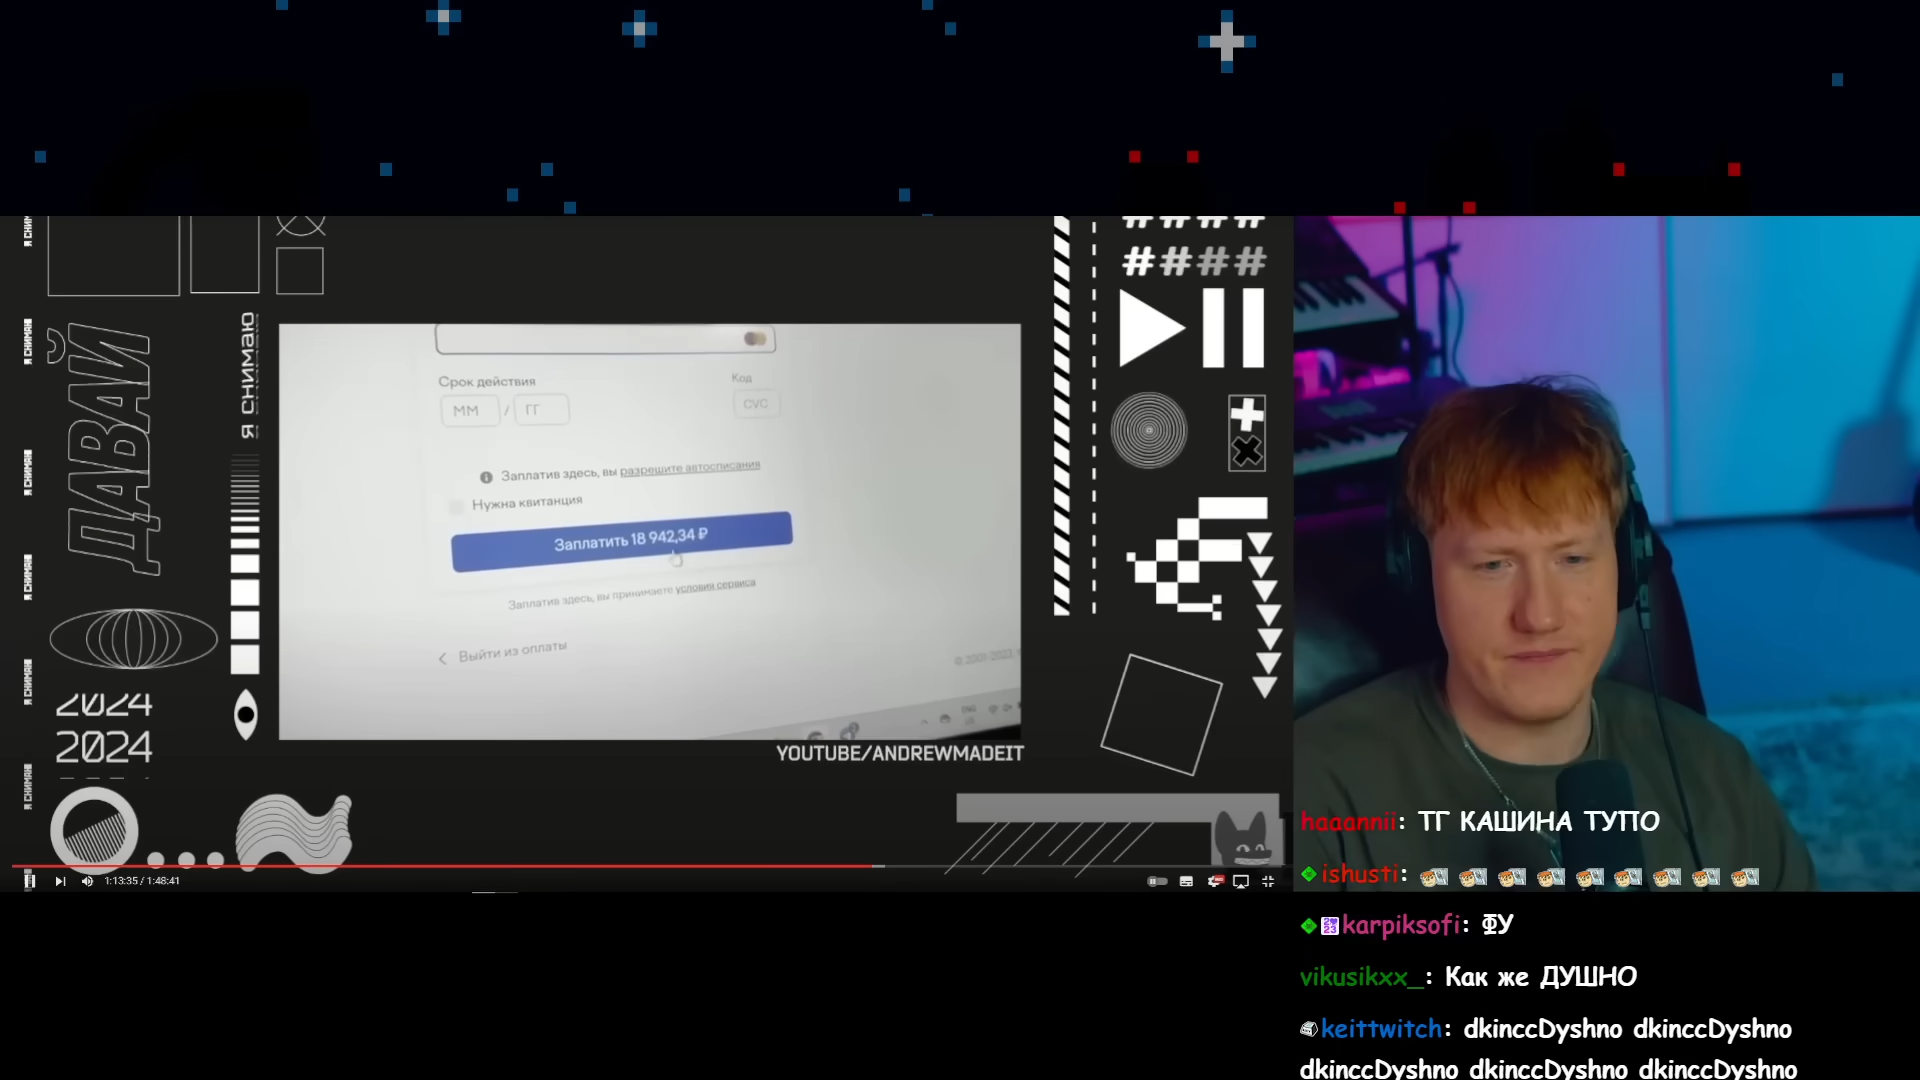 ####
####
Я СНИМАЮ
ДАВАЙ
Я СНИМАЮ
2024
2024
Срок действия
Код
ММ / ГГ
CVC
Заплатив здесь, вы разрешите автосписания
Нужна квитанция
Заплатить 18 942,34 ₽
Заплатив здесь, вы принимаете условия сервиса
Выйти из оплаты
ENG
YOUTUBE/ANDREWMADEIT
1:13:35 / 1:48:41
haaannii: ТГ КАШИНА ТУПО
ishusti:
karpiksofi: ФУ
vikusikxx_: Как же ДУШНО
keittwitch: dkinccDyshno dkinccDyshno
dkinccDyshno dkinccDyshno dkinccDyshno